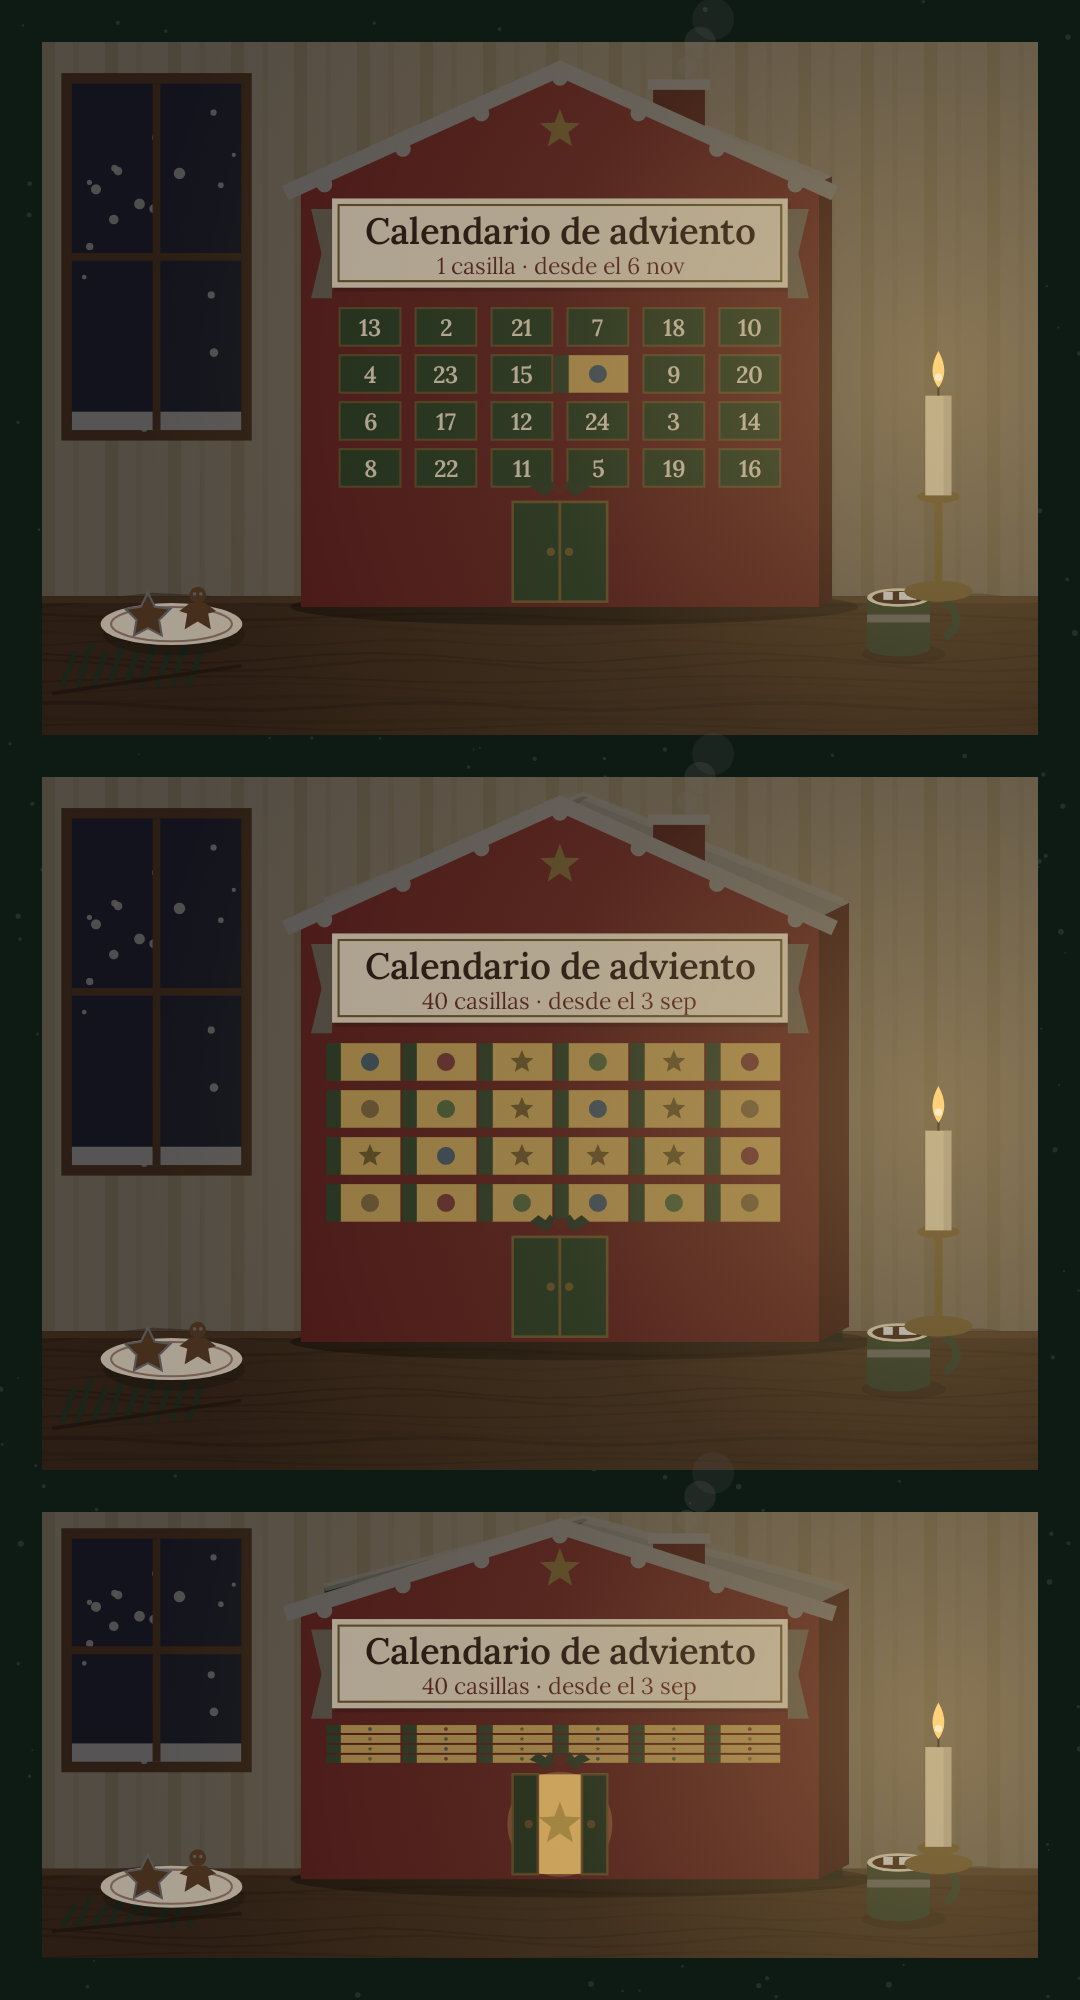 Calendario de adviento
1 casilla · desde el 6 nov
13 2 21 7 18 10
4 23 15 9 20
6 17 12 24 3 14
8 22 11 5 19 16
Calendario de adviento
40 casillas · desde el 3 sep
Calendario de adviento
40 casillas · desde el 3 sep